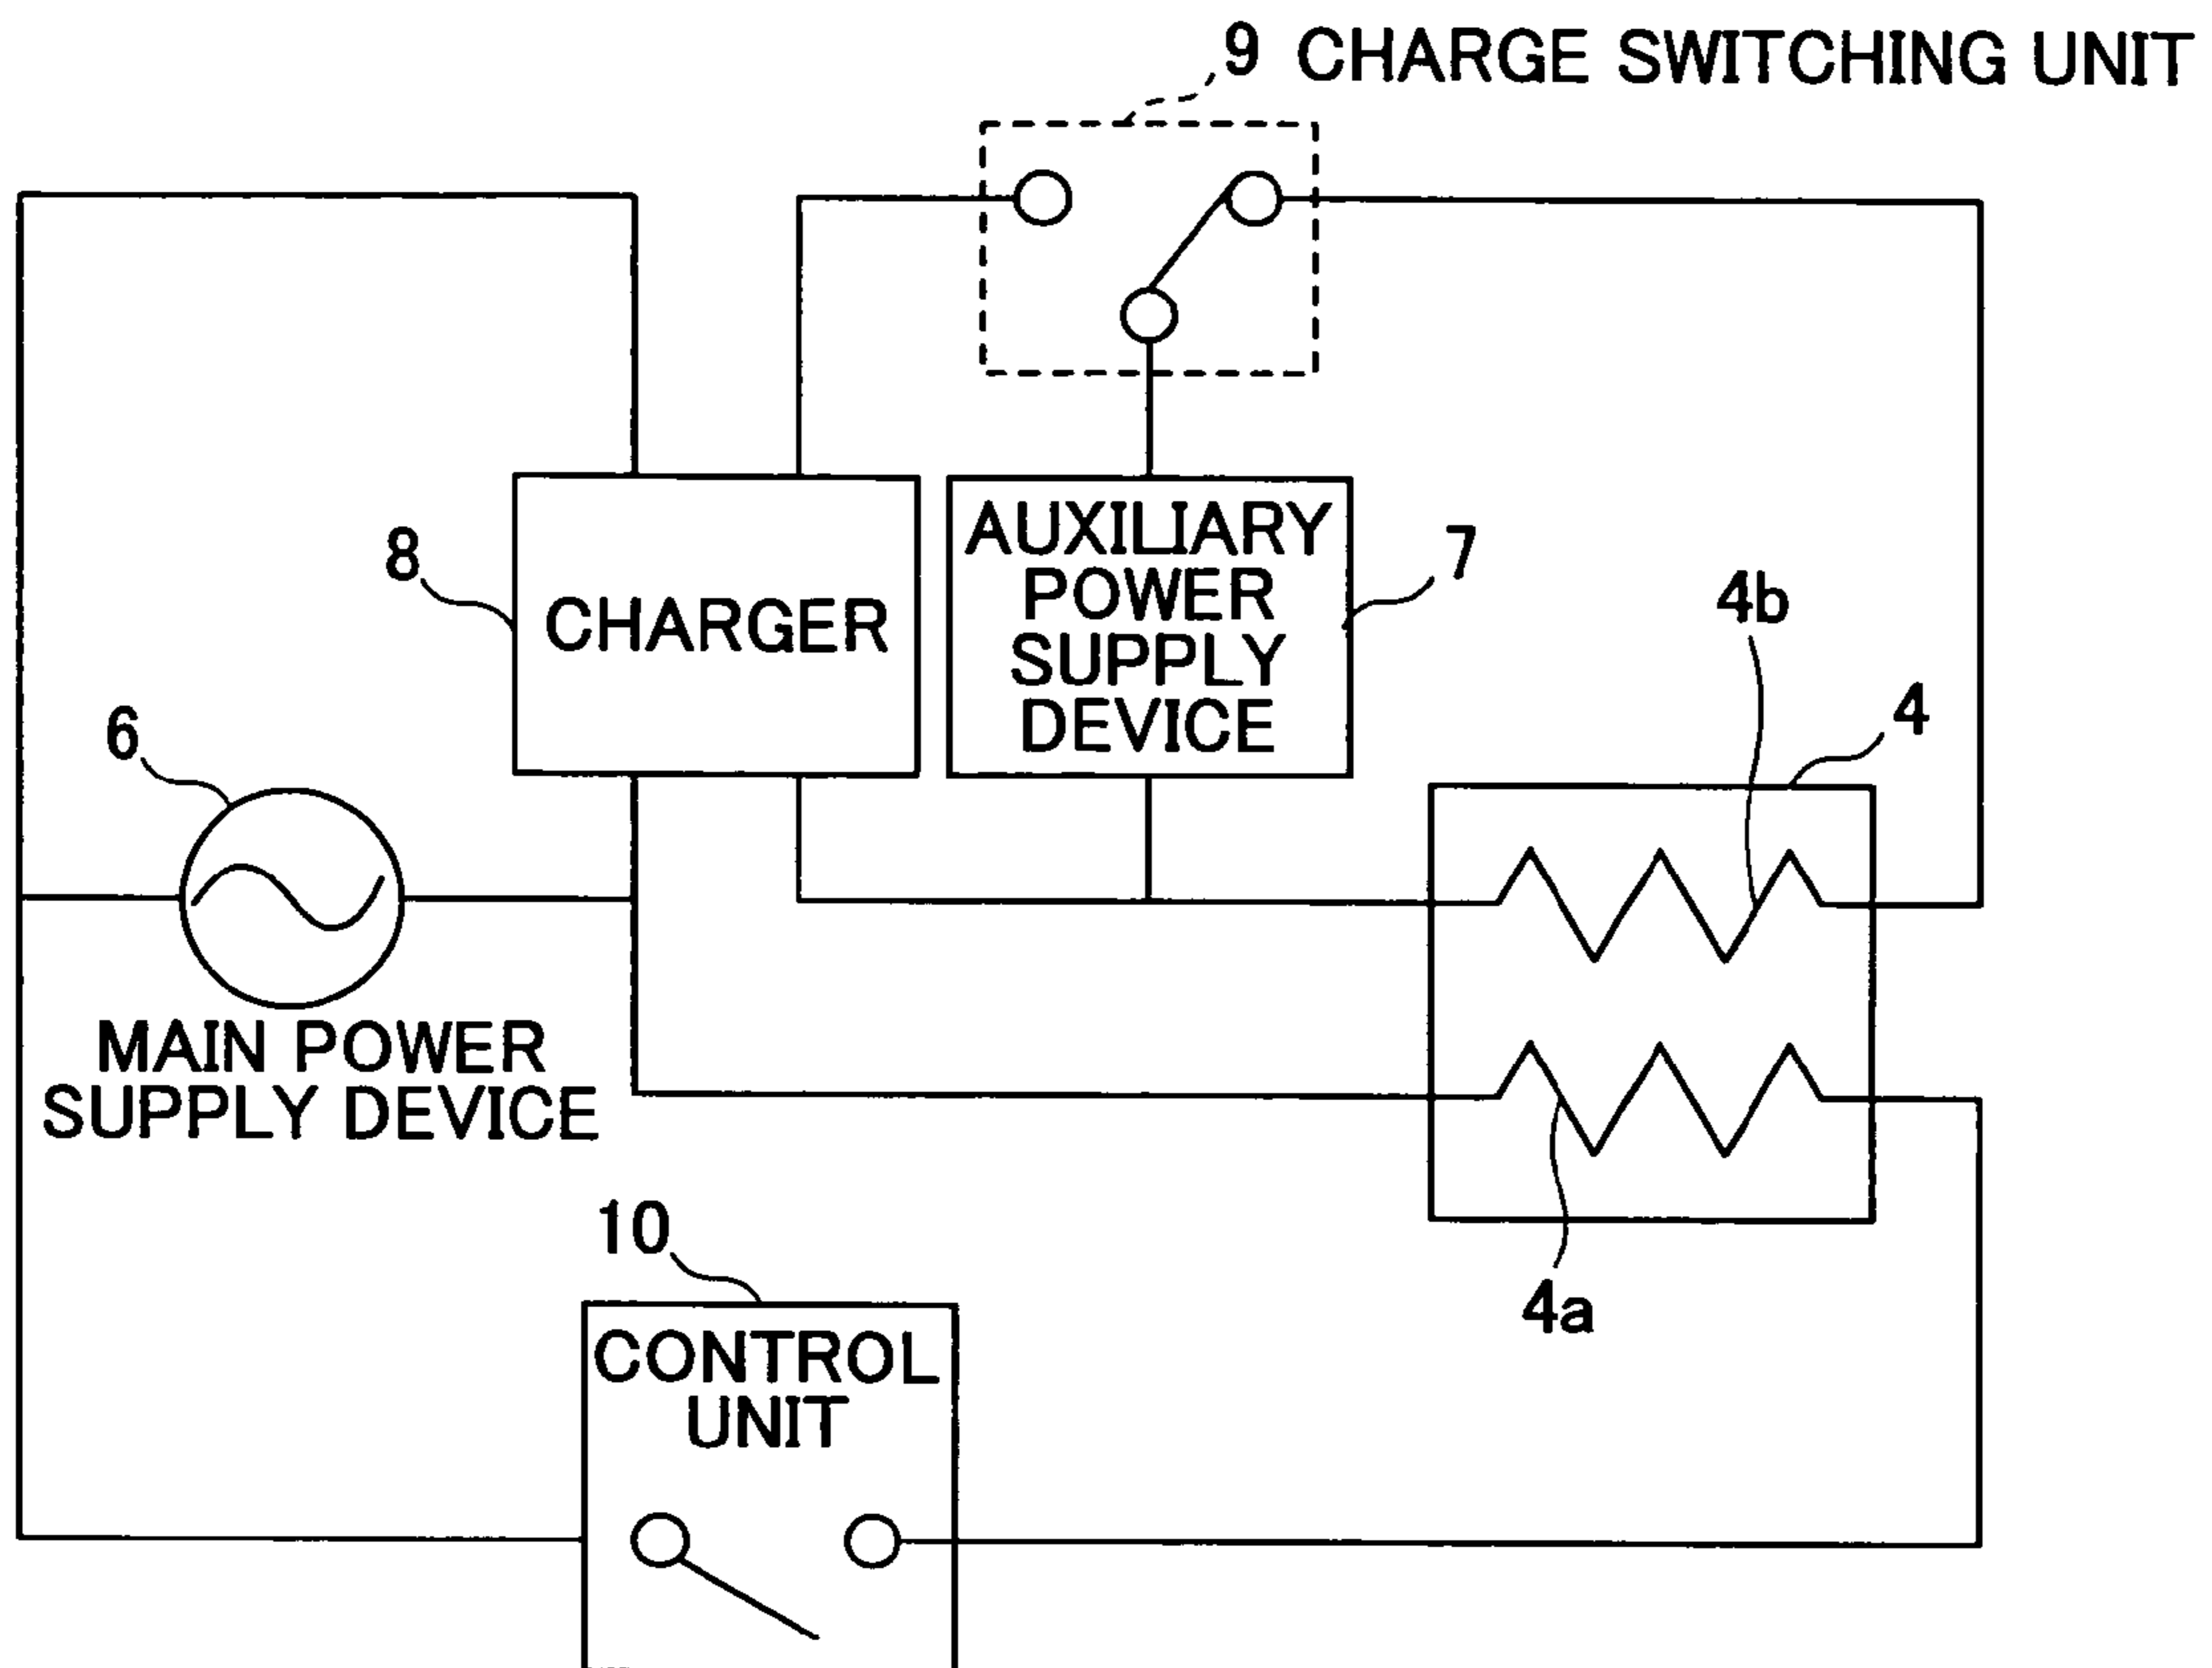 9 CHARGE SWITCHING UNIT
8
CHARGER
AUXILIARY
POWER
SUPPLY
DEVICE
7
4b
4
6
MAIN POWER
SUPPLY DEVICE
10
CONTROL
UNIT
4a